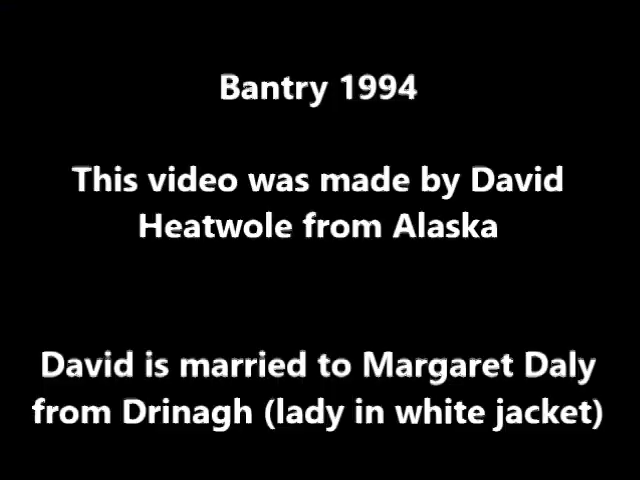 Bantry 1994
This video was made by David
Heatwole from Alaska
David is married to Margaret Daly
from Drinagh (lady in white jacket)